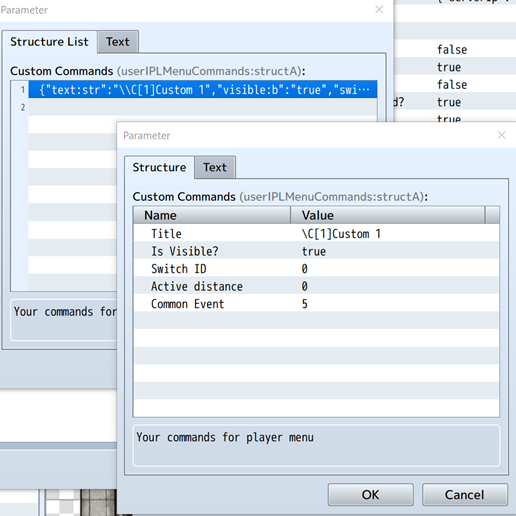 Parameter
Structure List Text
Custom Commands (userIPLMenuCommands:structA):
1 {"text:str":"\\C[1]Custom 1","visible:b":"true","swi…
2
Your commands for
false
true
false
d? true
true
Parameter
Structure Text
Custom Commands (userIPLMenuCommands:structA):
Name Value
Title \C[1]Custom 1
Is Visible? true
Switch ID 0
Active distance 0
Common Event 5
Your commands for player menu
OK Cancel